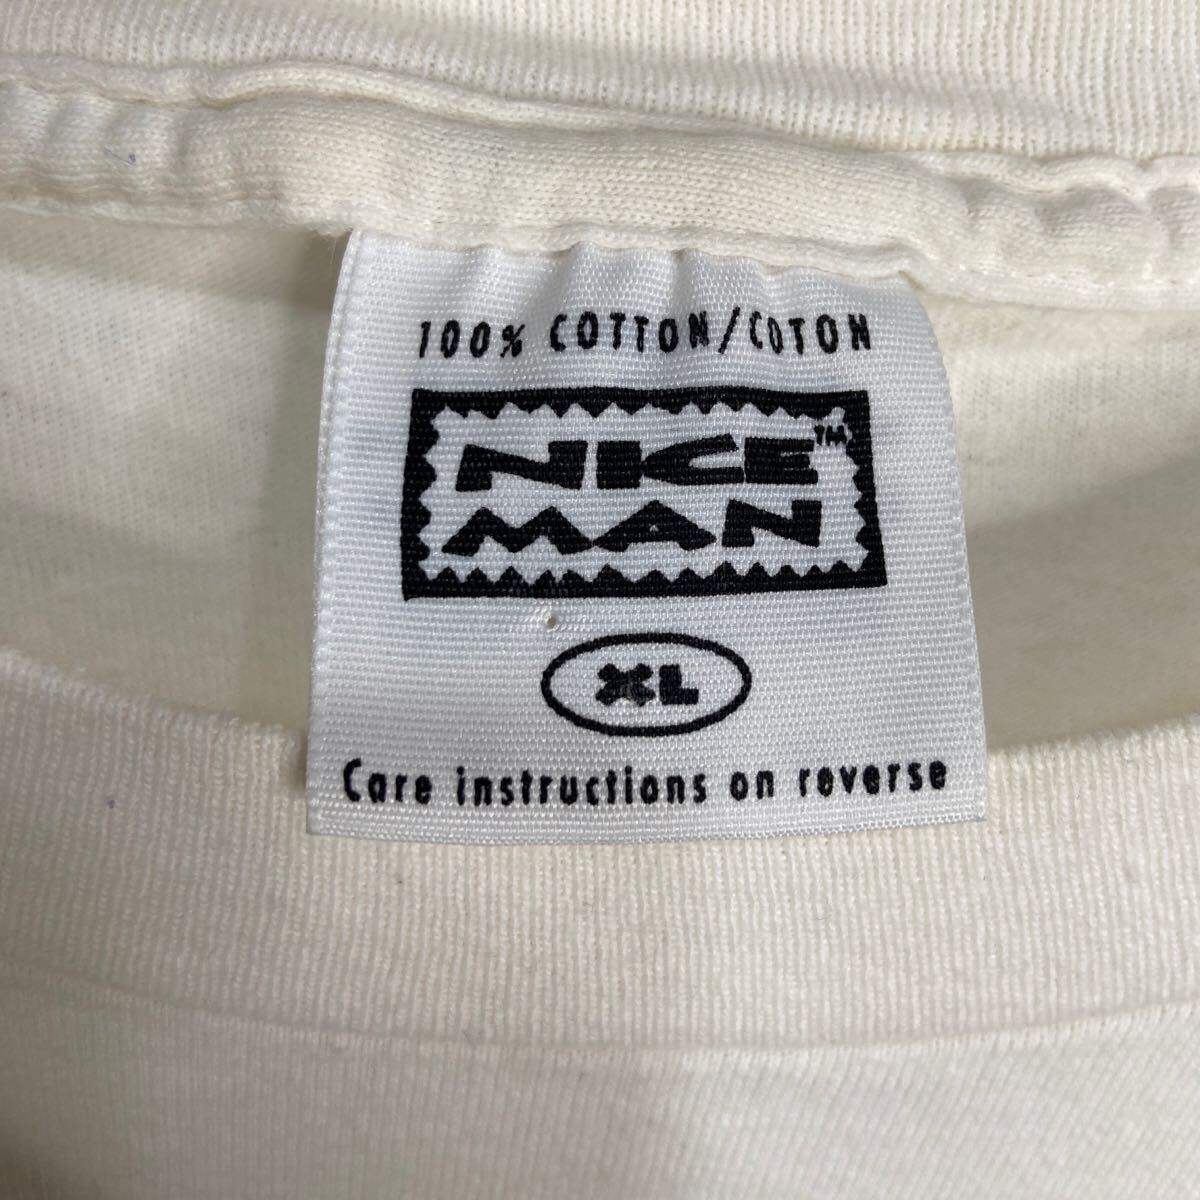 100% COTTON/COTON
NICE™
MAN
XL
Care instructions on reverse